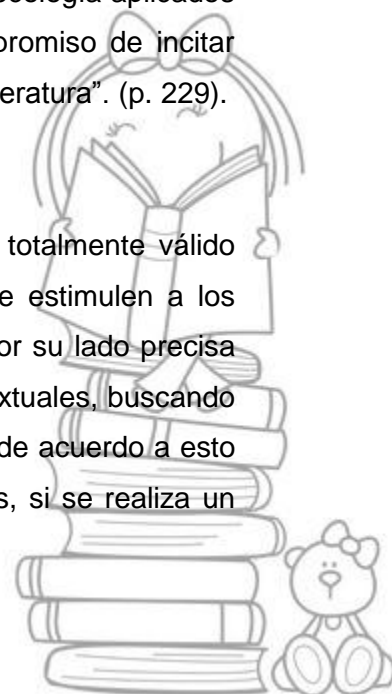 aplicados
promiso de incitar
eratura”. (p. 229).
totalmente válido
e estimulen a los
or su lado precisa
xtuales, buscando
de acuerdo a esto
s, si se realiza un